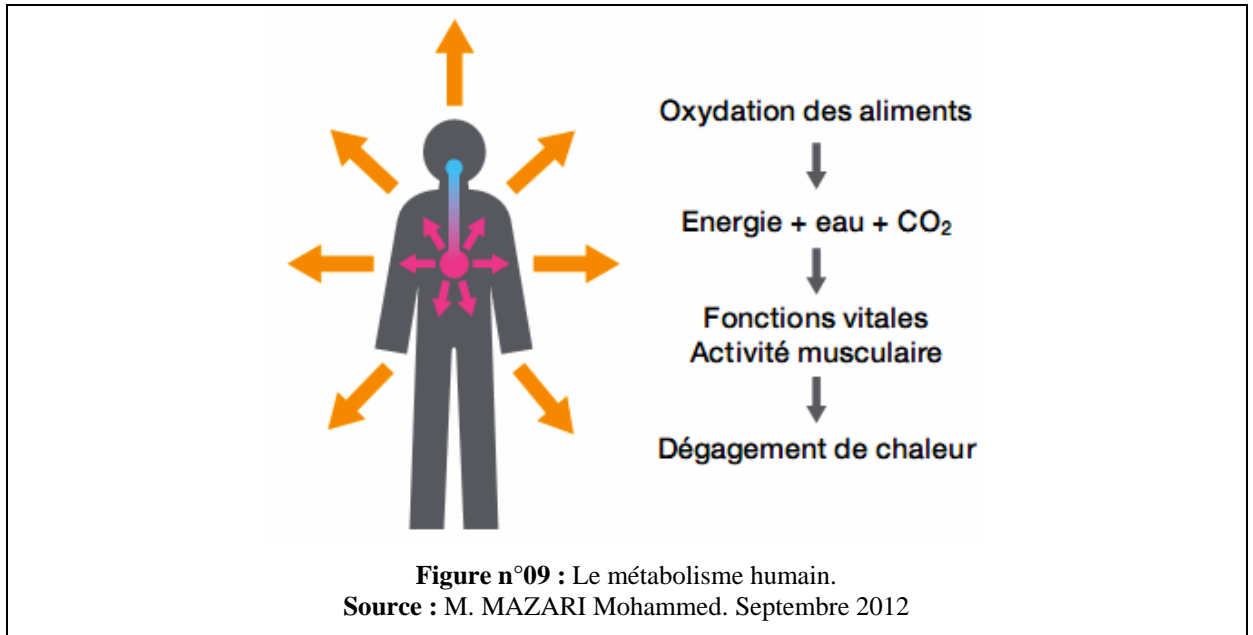 Oxydation des aliments
Energie + eau + CO₂
Fonctions vitales
Activité musculaire
Dégagement de chaleur
Figure n°09 : Le métabolisme humain.
Source : M. MAZARI Mohammed. Septembre 2012